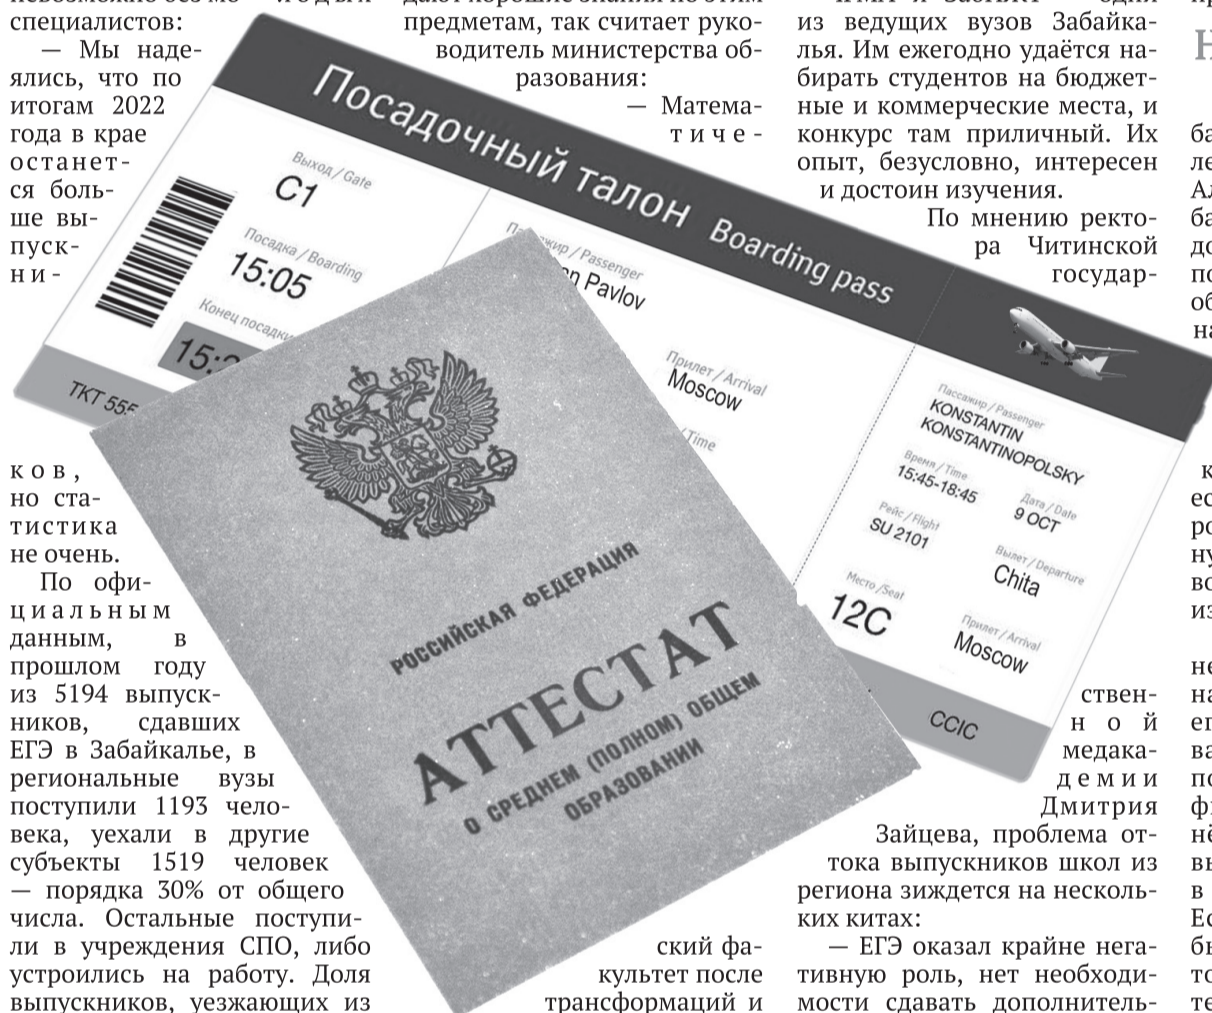 специалистов:
— Мы наде-
ялись, что по
итогам 2022
года в крае
останет-
ся боль-
ше вы-
пуск-
ни-
ков,
но ста-
тистика
не очень.
По офи-
циальным
данным, в
прошлом году
из 5194 выпуск-
ников, сдавших
ЕГЭ в Забайкалье, в
региональные вузы
поступили 1193 чело-
века, уехали в другие
субъекты 1519 человек
— порядка 30% от общего
числа. Остальные поступи-
ли в учреждения СПО, либо
устроились на работу. Доля
выпускников, уезжающих из
предметам, так считает руко-
водитель министерства об-
разования:
— Матема-
тиче-
ский фа-
культет после
трансформаций и
из ведущих вузов Забайка-
лья. Им ежегодно удаётся на-
бирать студентов на бюджет-
ные и коммерческие места, и
конкурс там приличный. Их
опыт, безусловно, интересен
и достоин изучения.
По мнению ректо-
ра Читинской
государ-
ствен-
ной
медака-
демии
Дмитрия
Зайцева, проблема от-
тока выпускников школ из
региона зиждется на несколь-
ких китах:
— ЕГЭ оказал крайне нега-
тивную роль, нет необходи-
мости сдавать дополнитель-
Посадочный талон Boarding pass
Выход / Gate
C1
Посадка / Boarding
15:05
Конец посадки
15:
TKT 555
Пассажир / Passenger
Pavlov
Прилет / Arrival
Moscow
/ Time
Пассажир / Passenger
KONSTANTIN
KONSTANTINOPOLSKY
Время / Time
15:45-18:45
Дата / Date
9 OCT
Рейс / Flight
SU 2101
Вылет / Departure
Chita
Место / Seat
12C
Прилет / Arrival
Moscow
CCIC
РОССИЙСКАЯ ФЕДЕРАЦИЯ
АТТЕСТАТ
О СРЕДНЕМ (ПОЛНОМ) ОБЩЕМ
ОБРАЗОВАНИИ